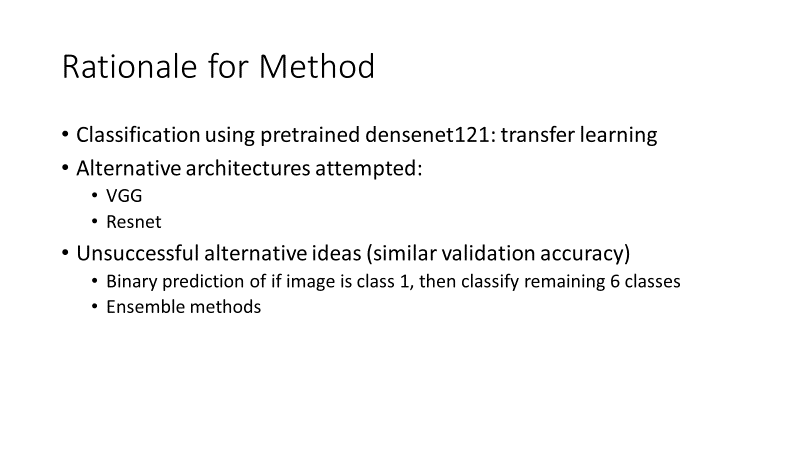 Rationale for Method
• Classification using pretrained densenet121: transfer learning
• Alternative architectures attempted:
• VGG
• Resnet
• Unsuccessful alternative ideas (similar validation accuracy)
• Binary prediction of if image is class 1, then classify remaining 6 classes
• Ensemble methods